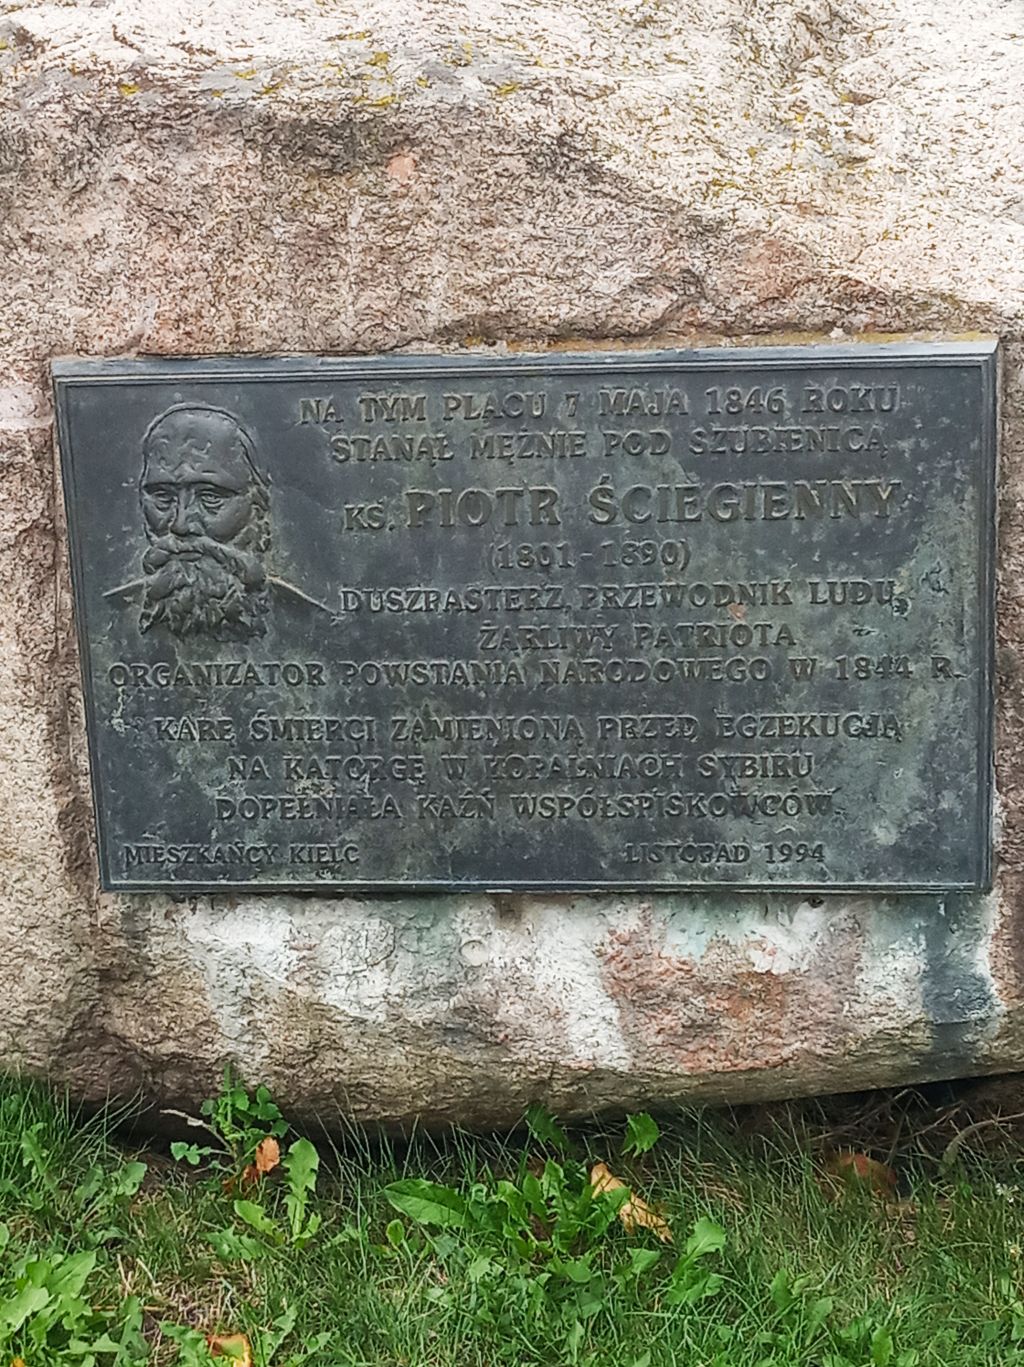 NA TYM PLACU 7 MAJA 1846 ROKU
STANĄŁ MĘŻNIE POD SZUBIENICĄ
KS. PIOTR ŚCIEGIENNY
(1801 - 1890)
DUSZPASTERZ, PRZEWODNIK LUDU,
ŻARLIWY PATRIOTA
ORGANIZATOR POWSTANIA NARODOWEGO W 1844 R.
KARĘ ŚMIERCI ZAMIENIONĄ PRZED EGZEKUCJĄ
NA KATORGĘ W KOPALNIACH SYBIRU
DOPEŁNIAŁA KAŹŃ WSPÓŁSPISKOWCÓW.
MIESZKAŃCY KIELC LISTOPAD 1994